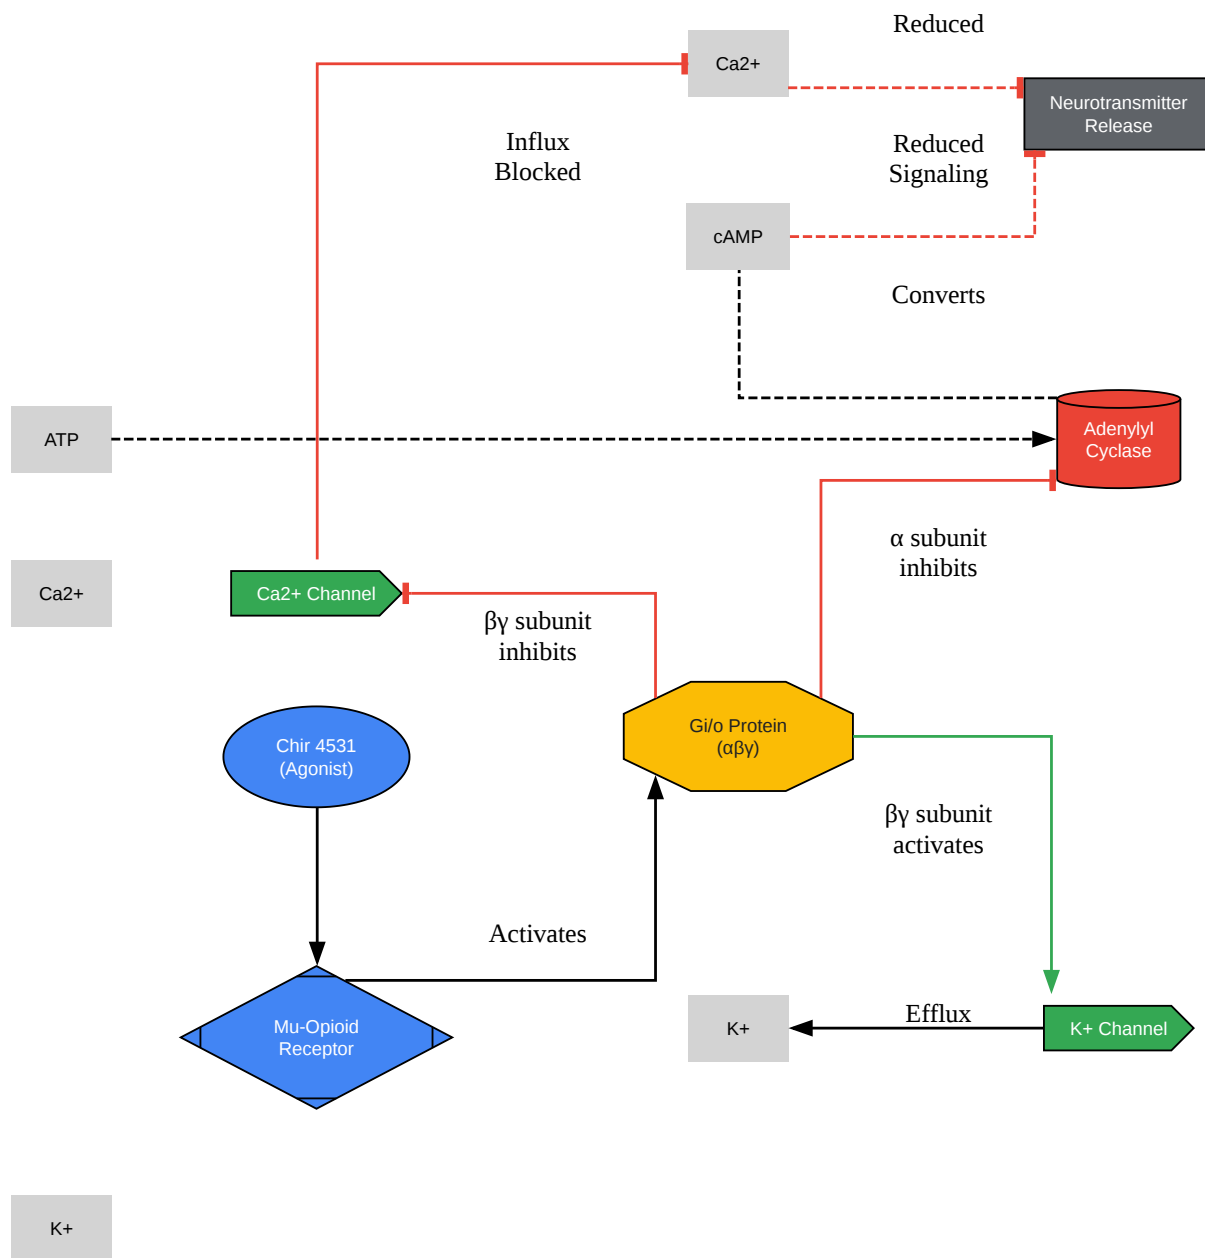 Reduced
Ca2+
Neurotransmitter
Release
Influx
Blocked
Reduced
Signaling
cAMP
Converts
ATP
Adenylyl
Cyclase
α subunit
inhibits
Ca2+
Ca2+ Channel
βγ subunit
inhibits
Gi/o Protein
(αβγ)
Chir 4531
(Agonist)
βγ subunit
activates
Activates
Mu-Opioid
Receptor
K+
Efflux
K+ Channel
K+